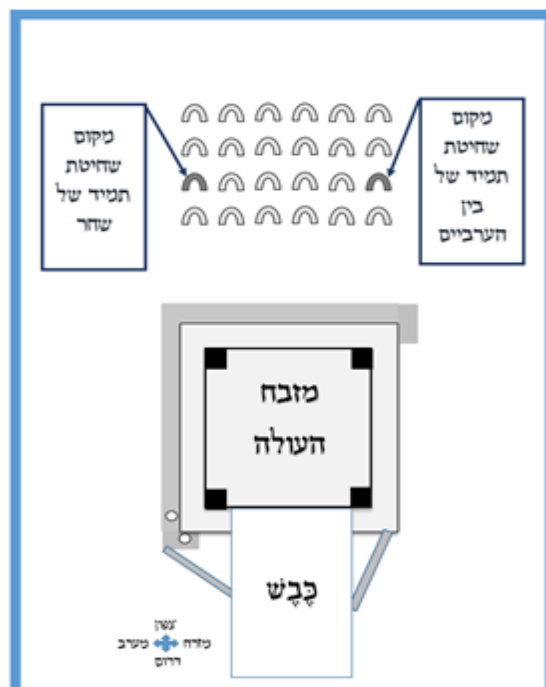 מקום
שחיטת
תמיד של
בין
הערביים
מקום
שחיטת
תמיד של
שחר
מזבח
העולה
כֶּבֶשׁ
צפון
מזרח מערב
דרום